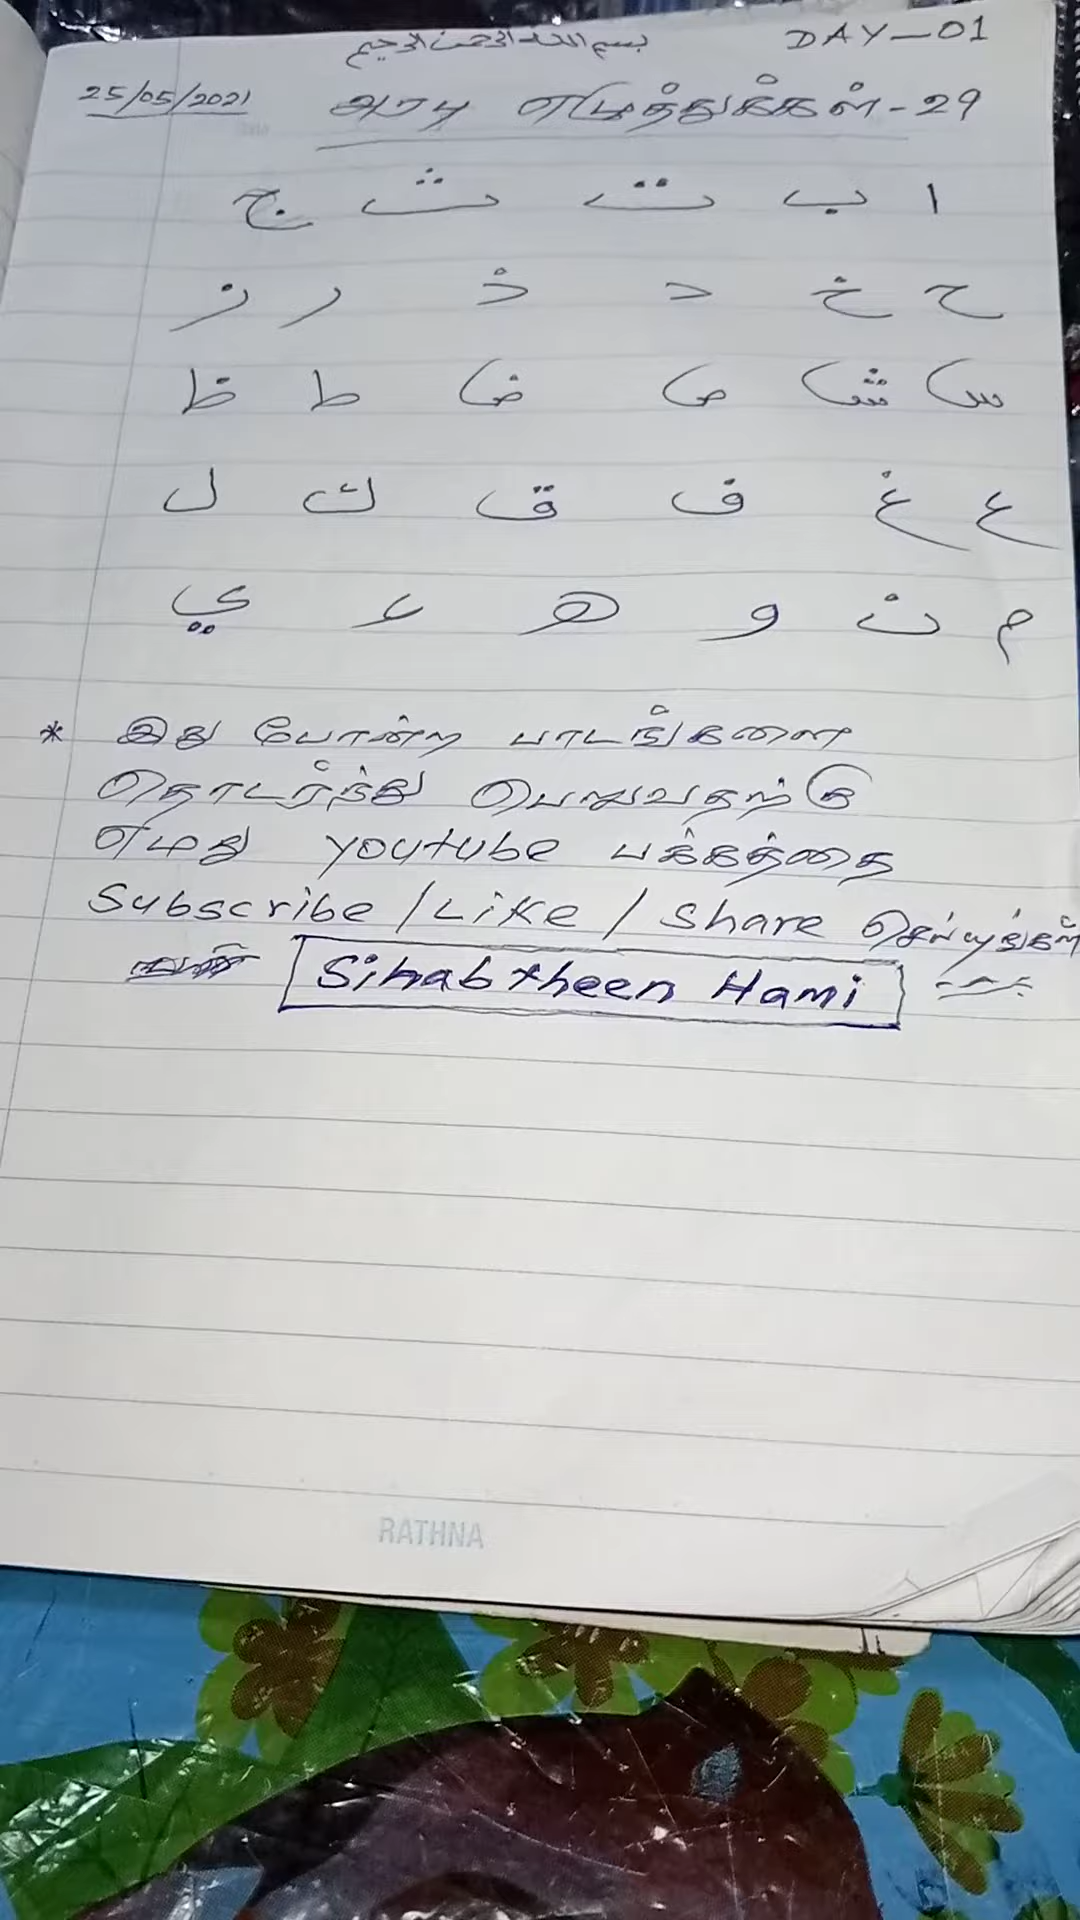 بسم الله الرحمن الرحيم DAY-01
25/05/2021 அரபு எழுத்துக்கள்-29
ا ب ت ث ج
ح خ د ذ ر ز
س ش ص ض ط ظ
ع غ ف ق ك ل
م ن و ه ء ي
* இது போன்ற பாடங்களை
தொடர்ந்து பெறுவதற்கு
எமது youtube பக்கத்தை
Subscribe / Like / Share செய்யுங்கள்
Sihabtheen Hami
RATHNA